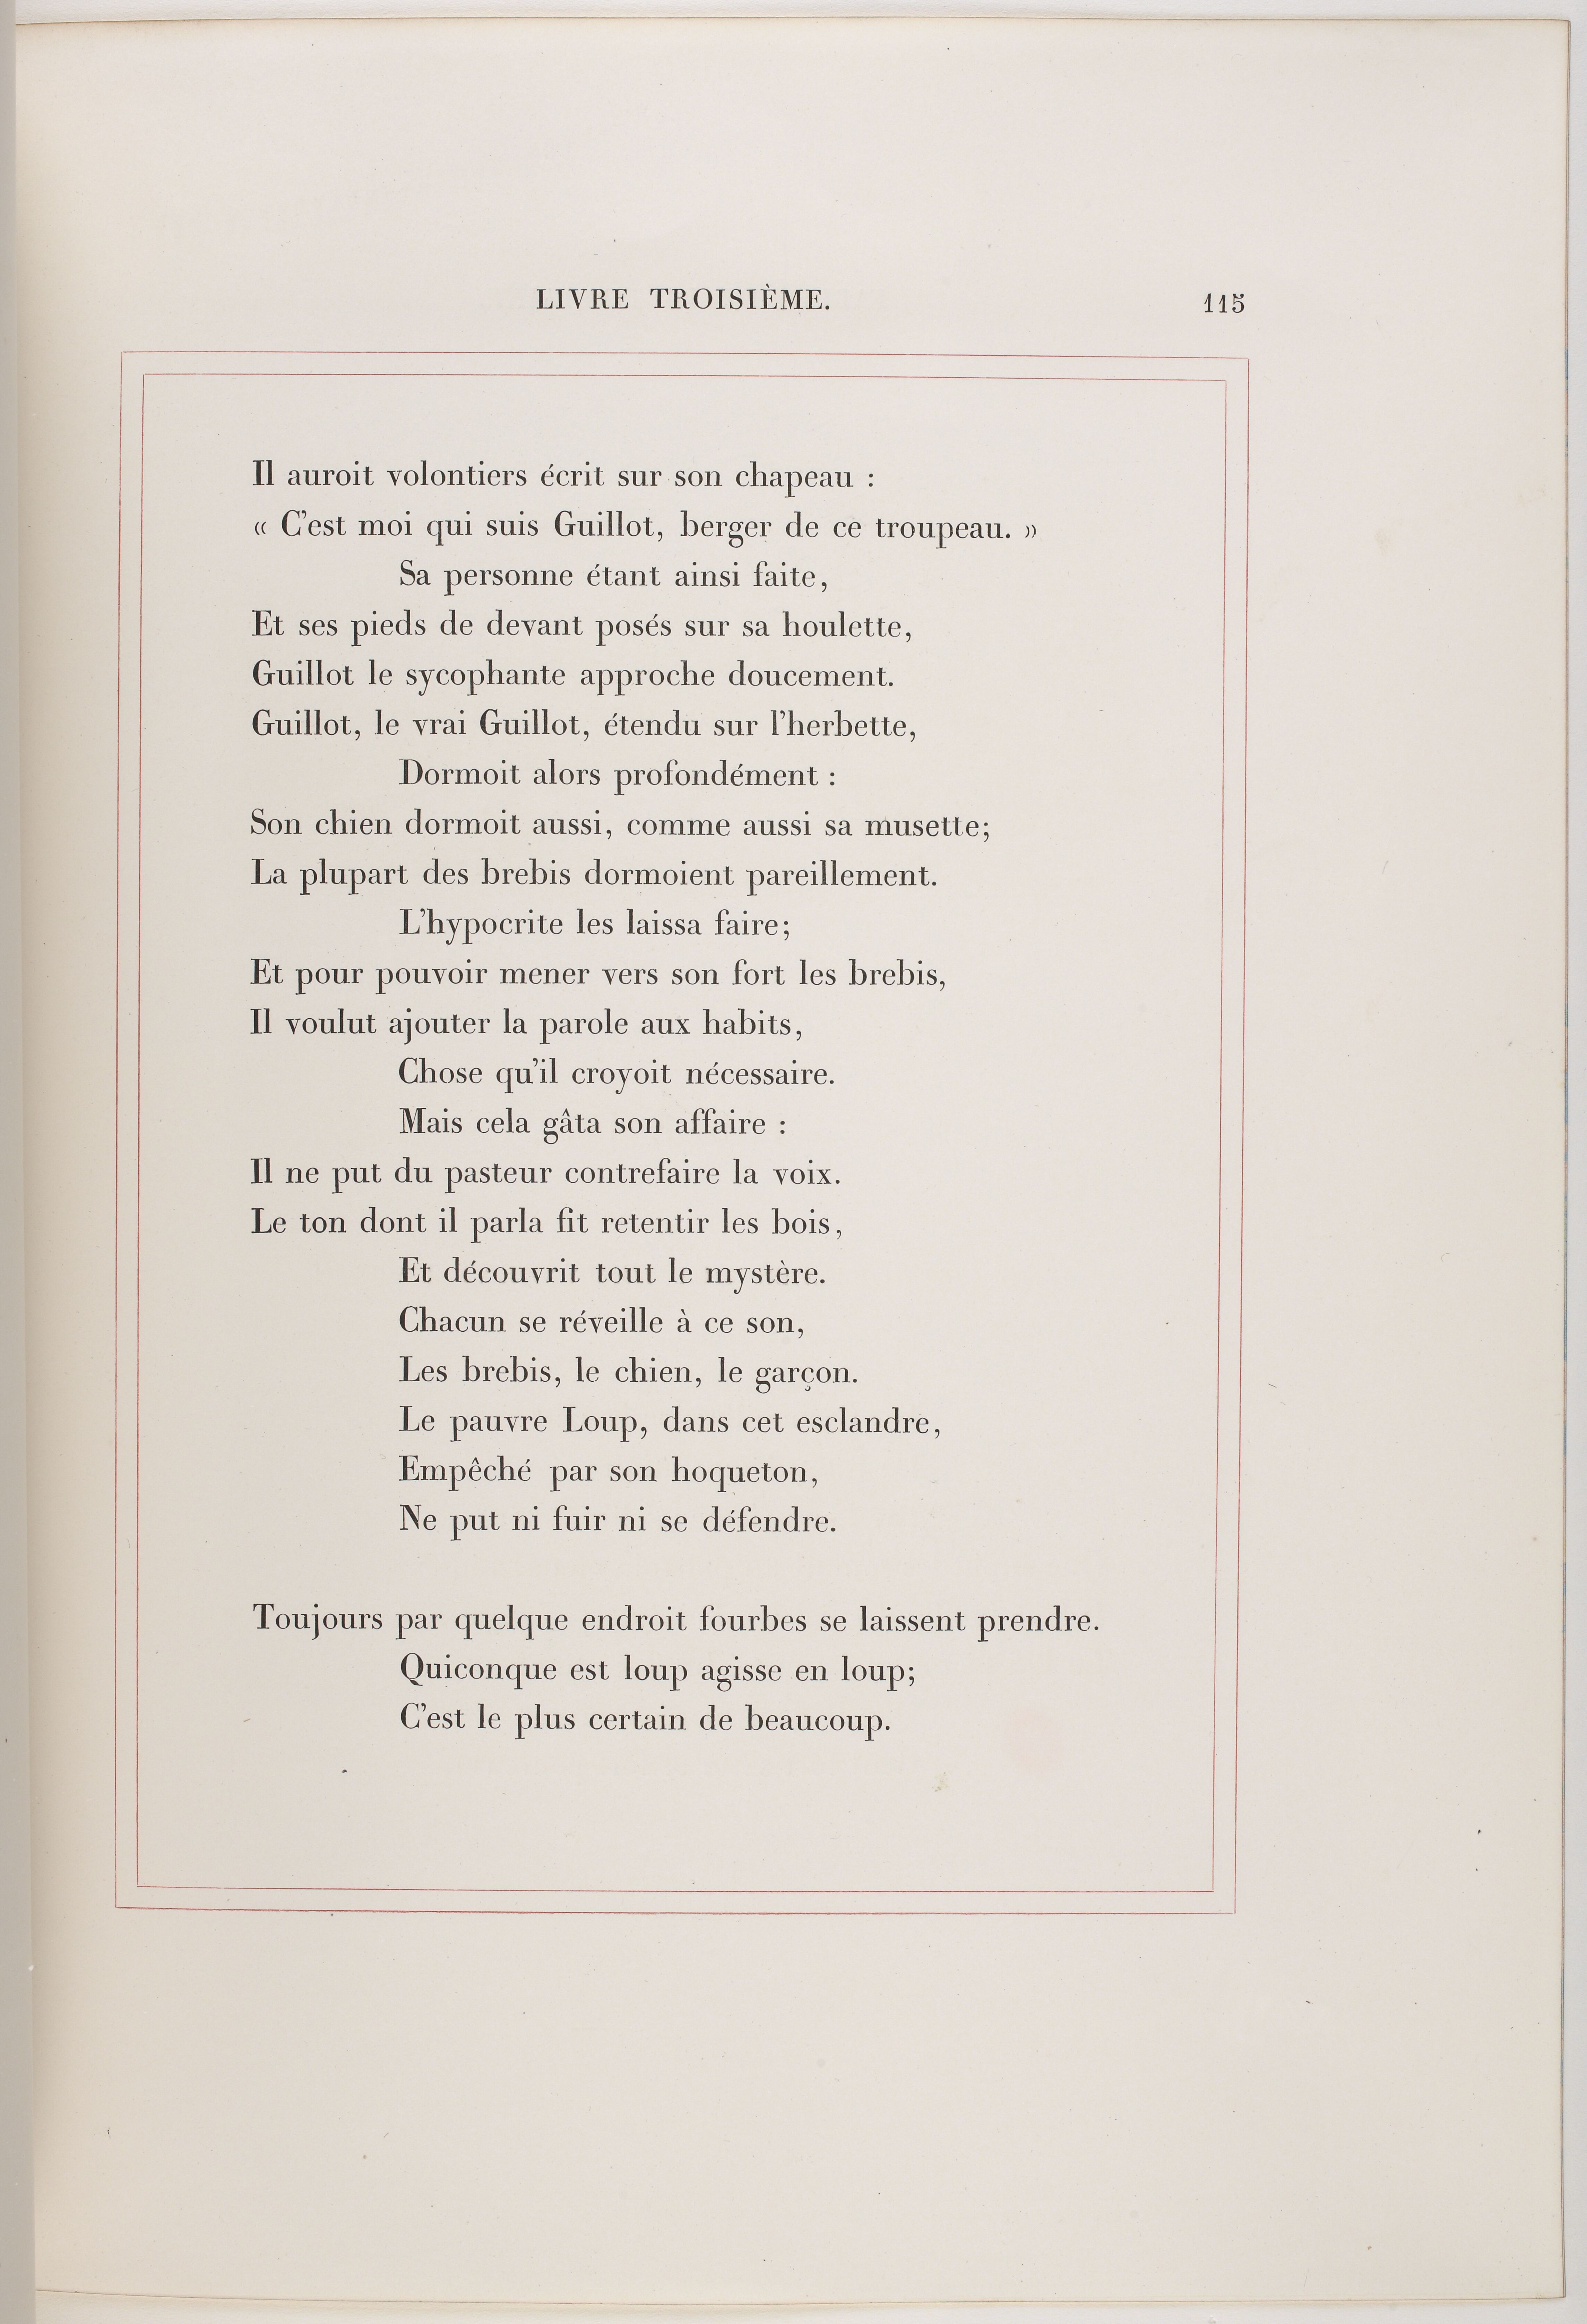 LIVRE TROISIÈME. 115
Il auroit volontiers écrit sur son chapeau :
« C'est moi qui suis Guillot, berger de ce troupeau. »
Sa personne étant ainsi faite,
Et ses pieds de devant posés sur sa houlette,
Guillot le sycophante approche doucement.
Guillot, le vrai Guillot, étendu sur l'herbette,
Dormoit alors profondément :
Son chien dormoit aussi, comme aussi sa musette;
La plupart des brebis dormoient pareillement.
L'hypocrite les laissa faire;
Et pour pouvoir mener vers son fort les brebis,
Il voulut ajouter la parole aux habits,
Chose qu'il croyoit nécessaire.
Mais cela gâta son affaire :
Il ne put du pasteur contrefaire la voix.
Le ton dont il parla fit retentir les bois,
Et découvrit tout le mystère.
Chacun se réveille à ce son,
Les brebis, le chien, le garçon.
Le pauvre Loup, dans cet esclandre,
Empêché par son hoqueton,
Ne put ni fuir ni se défendre.
Toujours par quelque endroit fourbes se laissent prendre.
Quiconque est loup agisse en loup;
C'est le plus certain de beaucoup.